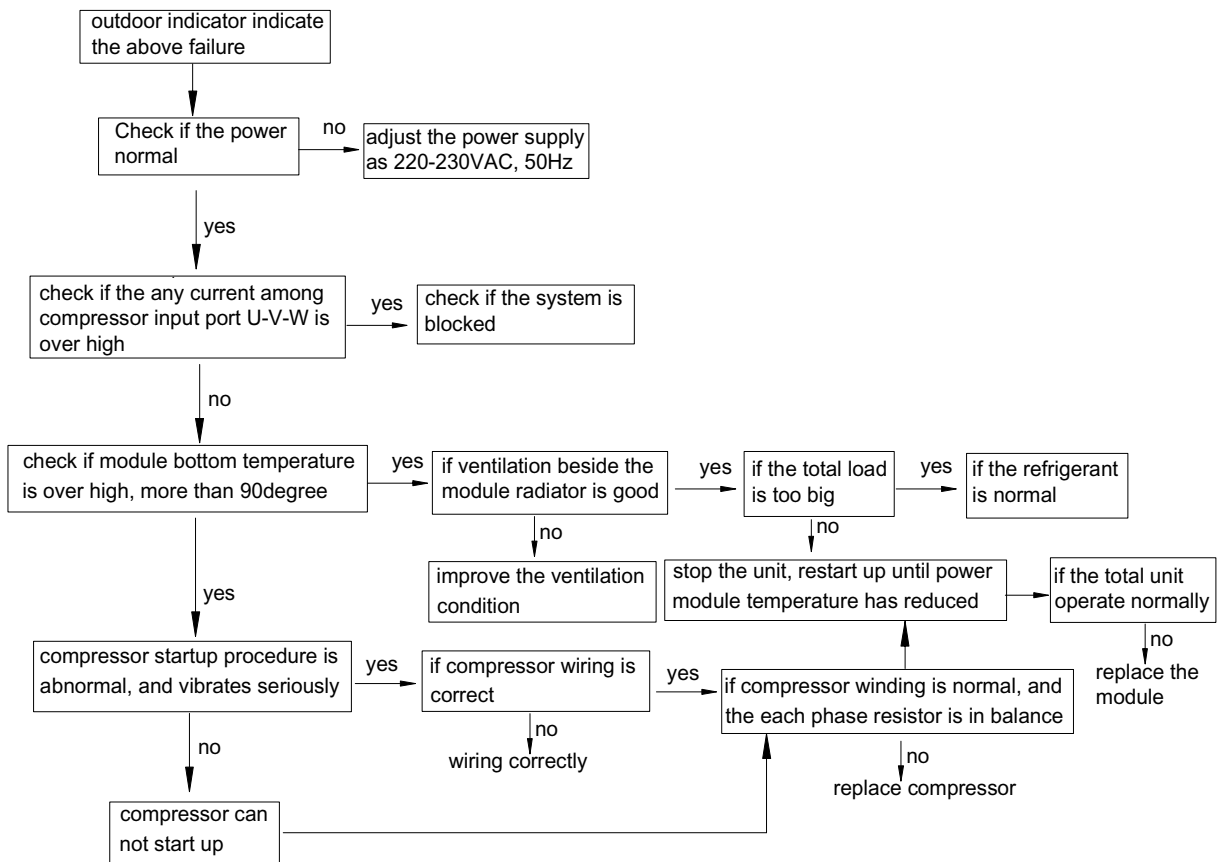 outdoor indicator indicate
the above failure
Check if the power
normal
no
adjust the power supply
as 220-230VAC, 50Hz
yes
check if the any current among
compressor input port U-V-W is
over high
yes
check if the system is
blocked
no
check if module bottom temperature
is over high, more than 90degree
yes
if ventilation beside the
module radiator is good
yes
if the total load
is too big
yes
if the refrigerant
is normal
no
improve the ventilation
condition
no
stop the unit, restart up until power
module temperature has reduced
if the total unit
operate normally
no
replace the
module
yes
compressor startup procedure is
abnormal, and vibrates seriously
yes
if compressor wiring is
correct
yes
if compressor winding is normal, and
the each phase resistor is in balance
no
wiring correctly
no
replace compressor
no
compressor can
not start up